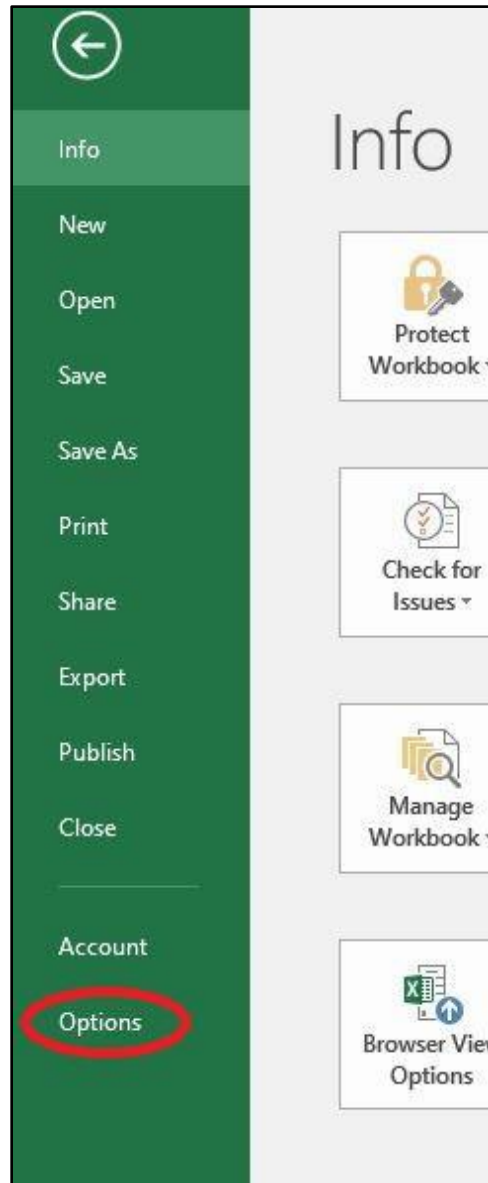 Info
New
Open
Save
Save As
Print
Share
Export
Publish
Close
Account
Options
Info
Protect
Workbook
Check for
Issues
Manage
Workbook
Browser View
Options